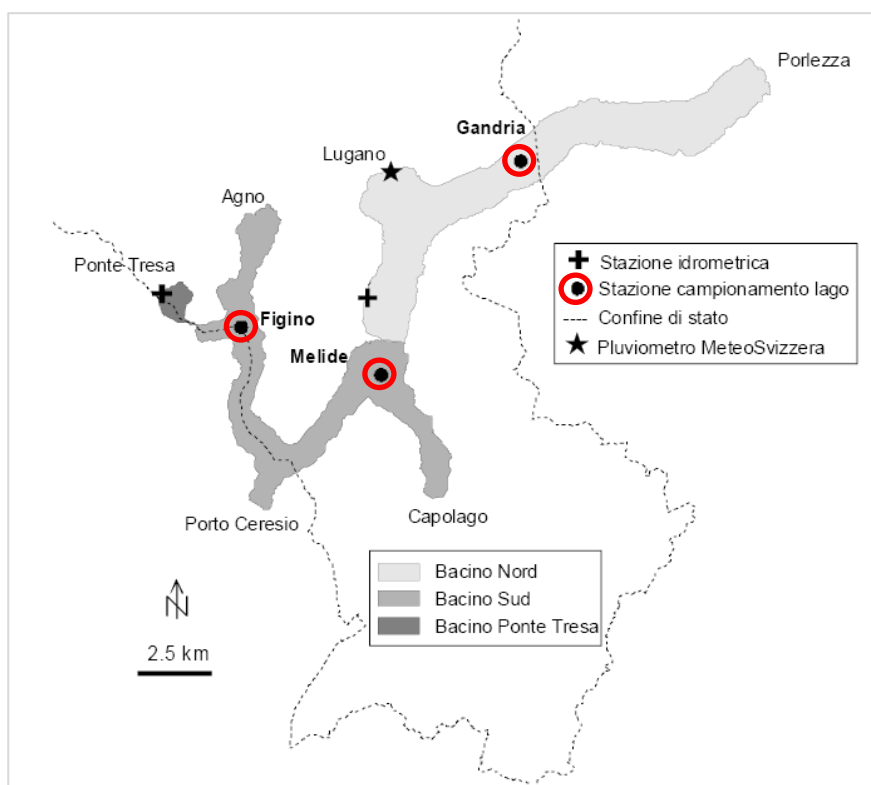 Porlezza
Gandria
Lugano
Agno
Ponte Tresa
Stazione idrometrica
Stazione campionamento lago
Figino
Confine di stato
Melide
Pluviometro MeteoSvizzera
Porto Ceresio
Capolago
Bacino Nord
Bacino Sud
Bacino Ponte Tresa
N
2.5 km